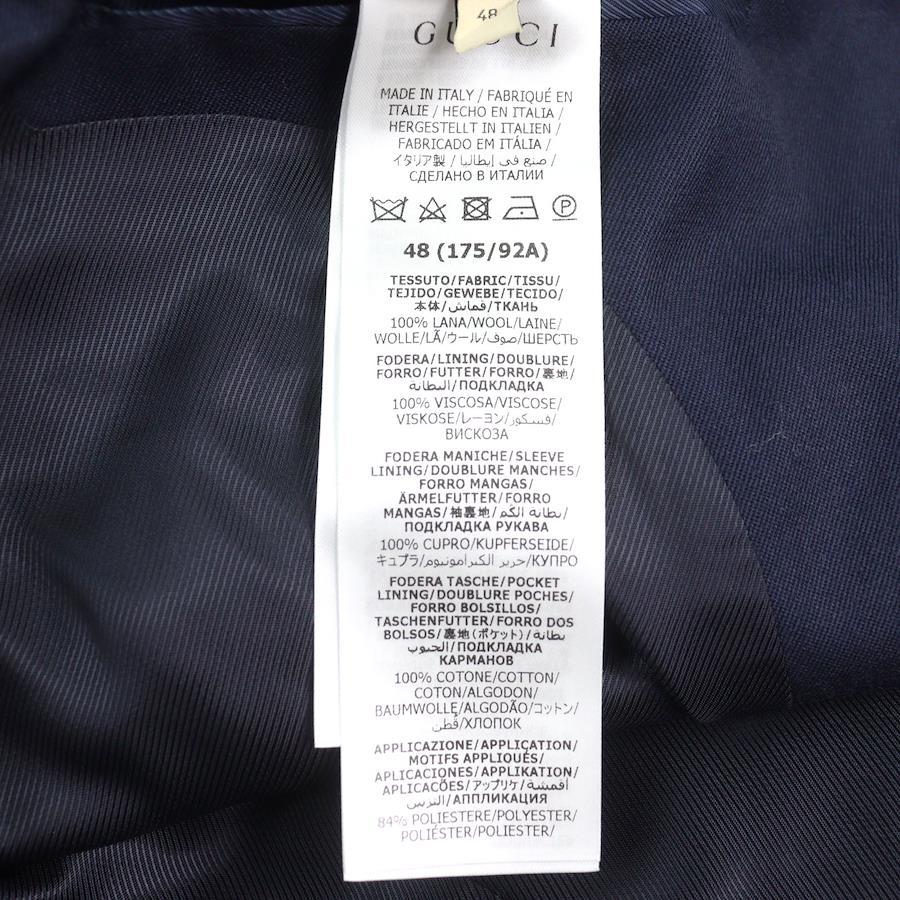 48
GUCCI
MADE IN ITALY / FABRIQUÉ EN
ITALIE / HECHO EN ITALIA /
HERGESTELLT IN ITALIEN /
FABRICADO EM ITÁLIA /
イタリア製 / صنع في إيطاليا /
СДЕЛАНО В ИТАЛИИ
P
48 (175/92A)
TESSUTO/FABRIC/TISSU/
TEJIDO/GEWEBE/TECIDO/
本体/قماش/ТКАНЬ
100% LANA/WOOL/LAINE/
WOLLE/LÃ/ウール/صوف/ШЕРСТЬ
FODERA/LINING/DOUBLURE/
FORRO/FUTTER/FORRO/裏地/
البطانة/ПОДКЛАДКА
100% VISCOSA/VISCOSE/
VISKOSE/レーヨン/فسكوز/
ВИСКОЗА
FODERA MANICHE/SLEEVE
LINING/DOUBLURE MANCHES/
FORRO MANGAS/
ÄRMELFUTTER/FORRO
MANGAS/袖裏地/بطانة الكم/
ПОДКЛАДКА РУКАВА
100% CUPRO/KUPFERSEIDE/
キュプラ/حرير الكبرامونيوم/КУПРО
FODERA TASCHE/POCKET
LINING/DOUBLURE POCHES/
FORRO BOLSILLOS/
TASCHENFUTTER/FORRO DOS
BOLSOS/裏地(ポケット)/بطانة
الجيوب/ПОДКЛАДКА
КАРМАНОВ
100% COTONE/COTTON/
COTON/ALGODON/
BAUMWOLLE/ALGODÃO/コットン/
قطن/ХЛОПОК
APPLICAZIONE/APPLICATION/
MOTIFS APPLIQUÉS/
APLICACIONES/APPLIKATION/
APLICACÕES/アップリケ/أقمشة
التزيين/АППЛИКАЦИЯ
84% POLIESTERE/POLYESTER/
POLIÉSTER/POLIESTER/